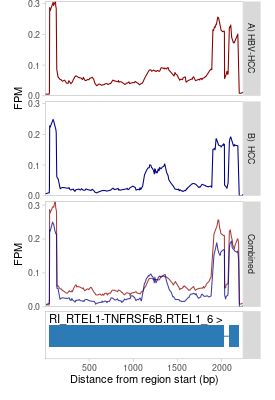 0.3
0.2
0.1
0.0
FPM
A) HBV-HCC
0.3
0.2
0.1
0.0
B) HCC
0.3
0.2
0.1
0.0
FPM
Combined
RI_RTEL1-TNFRSF6B.RTEL1_6 >
500 1000 1500 2000
Distance from region start (bp)